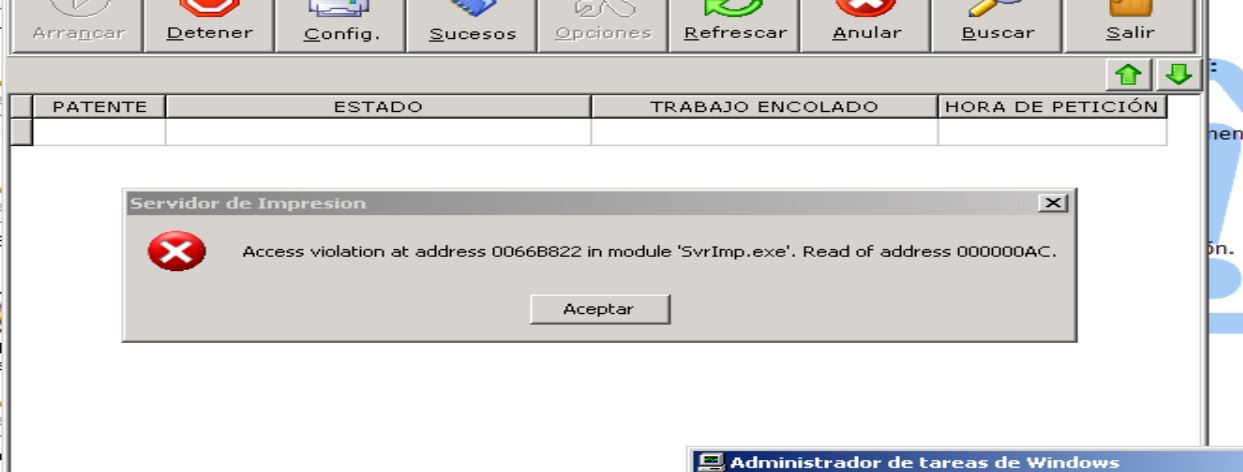 Arrancar Detener Config. Sucesos Opciones Refrescar Anular Buscar Salir
PATENTE ESTADO TRABAJO ENCOLADO HORA DE PETICIÓN
Servidor de Impresion
Access violation at address 0066B822 in module 'SvrImp.exe'. Read of address 000000AC.
Aceptar
Administrador de tareas de Windows